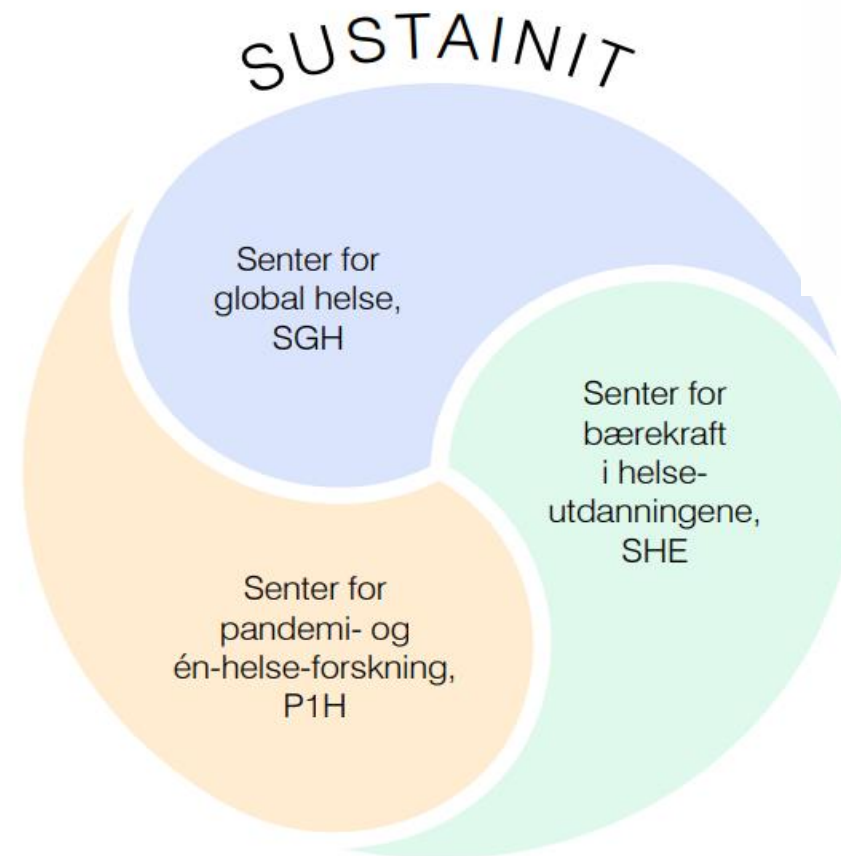 SUSTAINIT
Senter for
global helse,
SGH
Senter for
bærekraft
i helse-
utdanningene,
SHE
Senter for
pandemi- og
én-helse-forskning,
P1H